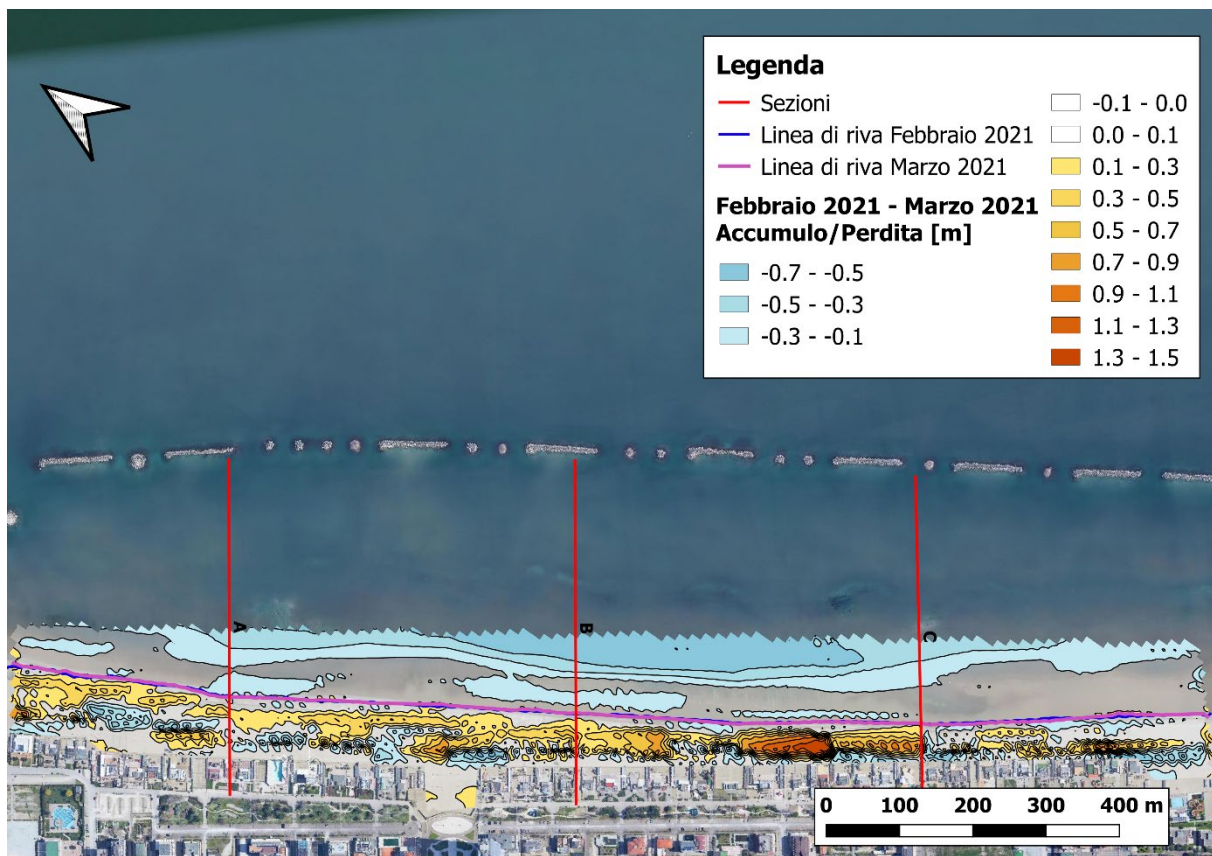 Legenda
Sezioni
Linea di riva Febbraio 2021
Linea di riva Marzo 2021
Febbraio 2021 - Marzo 2021
Accumulo/Perdita [m]
-0.7 - -0.5
-0.5 - -0.3
-0.3 - -0.1
-0.1 - 0.0
0.0 - 0.1
0.1 - 0.3
0.3 - 0.5
0.5 - 0.7
0.7 - 0.9
0.9 - 1.1
1.1 - 1.3
1.3 - 1.5
A
B
C
0 100 200 300 400 m